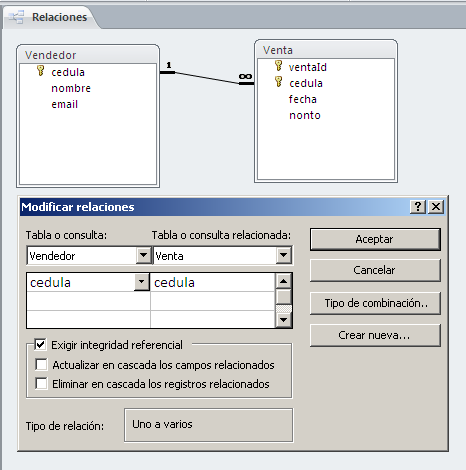 Relaciones
Vendedor
cedula
nombre
email
1
∞
Venta
ventaId
cedula
fecha
nonto
Modificar relaciones
Tabla o consulta:
Tabla o consulta relacionada:
Vendedor
Venta
cedula
cedula
Exigir integridad referencial
Actualizar en cascada los campos relacionados
Eliminar en cascada los registros relacionados
Tipo de relación:
Uno a varios
Aceptar
Cancelar
Tipo de combinación..
Crear nueva...